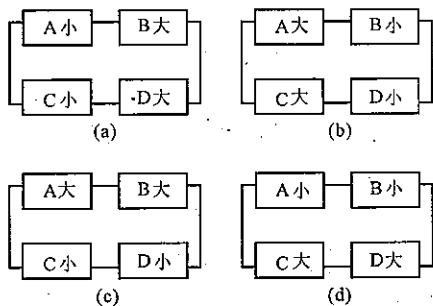 A小 B大 A大 B小
C小 D大 C大 D小
(a) (b)
A大 B大 A小 B小
C小 D小 C大 D大
(c) (d)